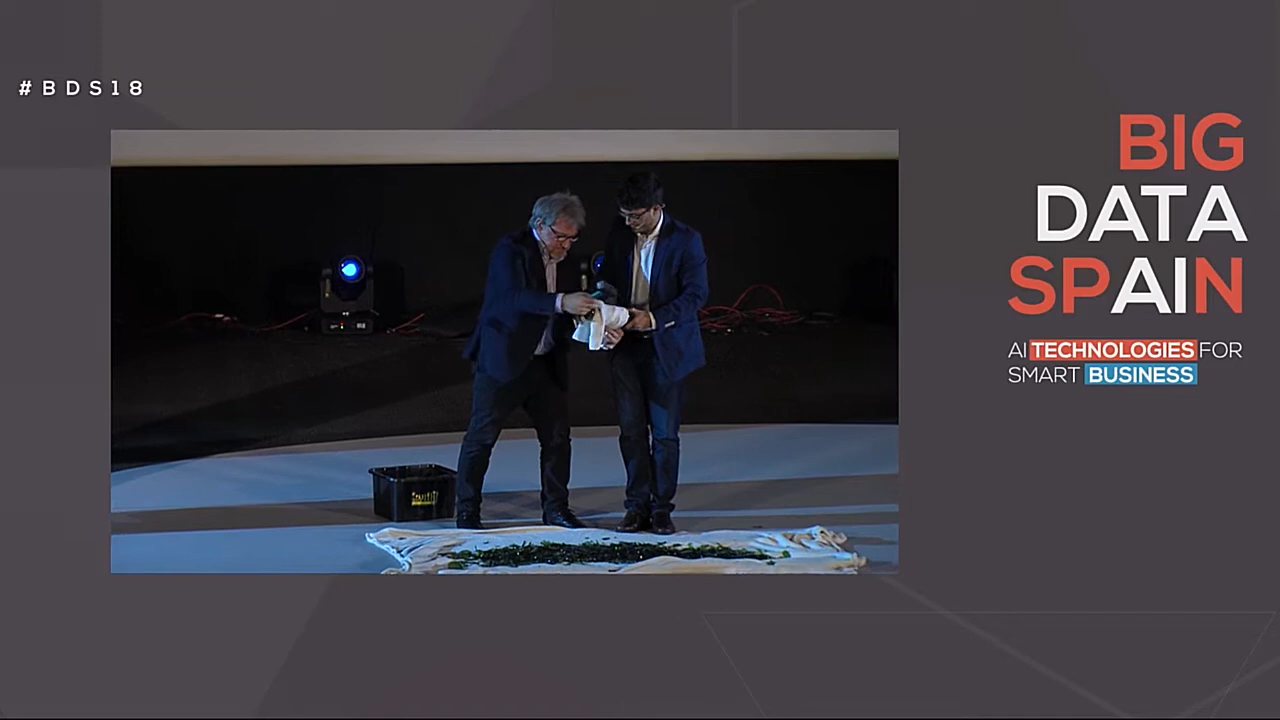 #BDS18
BIG
DATA
SPAIN
AI TECHNOLOGIES FOR
SMART BUSINESS